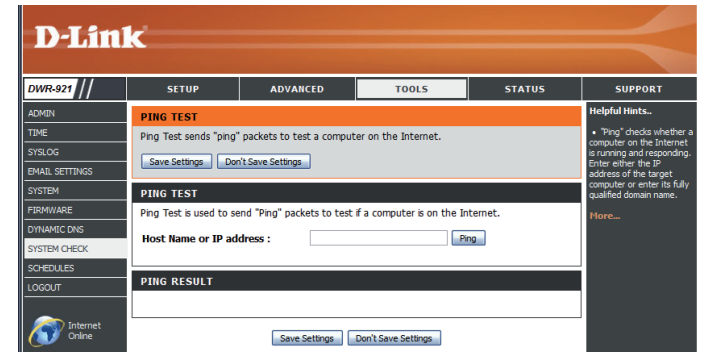 D-Link
DWR-921
SETUP
ADVANCED
TOOLS
STATUS
SUPPORT
ADMIN
TIME
SYSLOG
EMAIL SETTINGS
SYSTEM
FIRMWARE
DYNAMIC DNS
SYSTEM CHECK
SCHEDULES
LOGOUT
Internet
Online
PING TEST
Ping Test sends "ping" packets to test a computer on the Internet.
Save Settings Don't Save Settings
PING TEST
Ping Test is used to send "Ping" packets to test if a computer is on the Internet.
Host Name or IP address : Ping
PING RESULT
Save Settings Don't Save Settings
Helpful Hints..
• "Ping" checks whether a
computer on the Internet
is running and responding.
Enter either the IP
address of the target
computer or enter its fully
qualified domain name.
More...